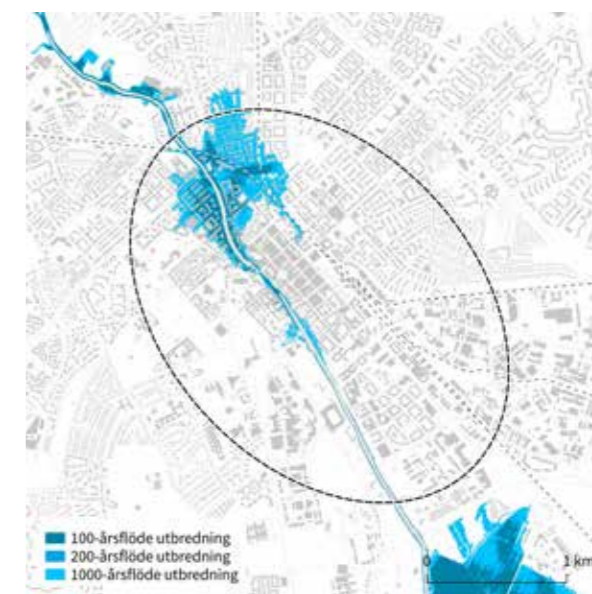 100-årsflöde utbredning
200-årsflöde utbredning
1000-årsflöde utbredning
0 1 km